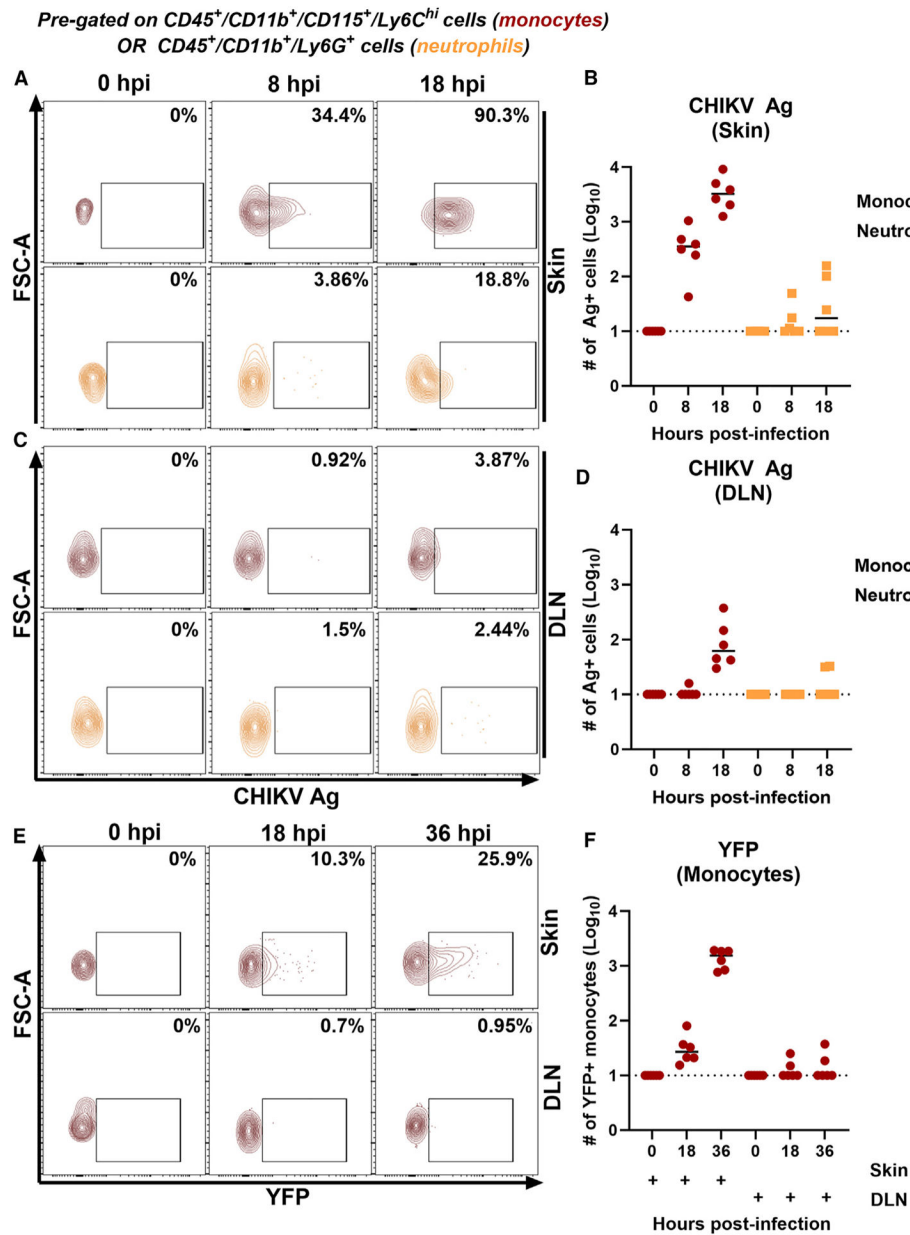 Pre-gated on CD45⁺/CD11b⁺/CD115⁺/Ly6Cʰⁱ cells (monocytes)
OR CD45⁺/CD11b⁺/Ly6G⁺ cells (neutrophils)
A
0 hpi 8 hpi 18 hpi
0% 34.4% 90.3%
0% 3.86% 18.8%
FSC-A
Skin
B
CHIKV Ag
(Skin)
# of Ag+ cells (Log₁₀)
4
3
2
1
0
0 8 18 0 8 18
Hours post-infection
Monoc
Neutro
C
0% 0.92% 3.87%
0% 1.5% 2.44%
FSC-A
DLN
CHIKV Ag
D
CHIKV Ag
(DLN)
# of Ag+ cells (Log₁₀)
4
3
2
1
0
0 8 18 0 8 18
Hours post-infection
Monoc
Neutro
E
0 hpi 18 hpi 36 hpi
0% 10.3% 25.9%
Skin
0% 0.7% 0.95%
DLN
FSC-A
YFP
F
YFP
(Monocytes)
# of YFP+ monocytes (Log₁₀)
4
3
2
1
0
0 18 36 0 18 36
+ + + Skin
+ + + DLN
Hours post-infection